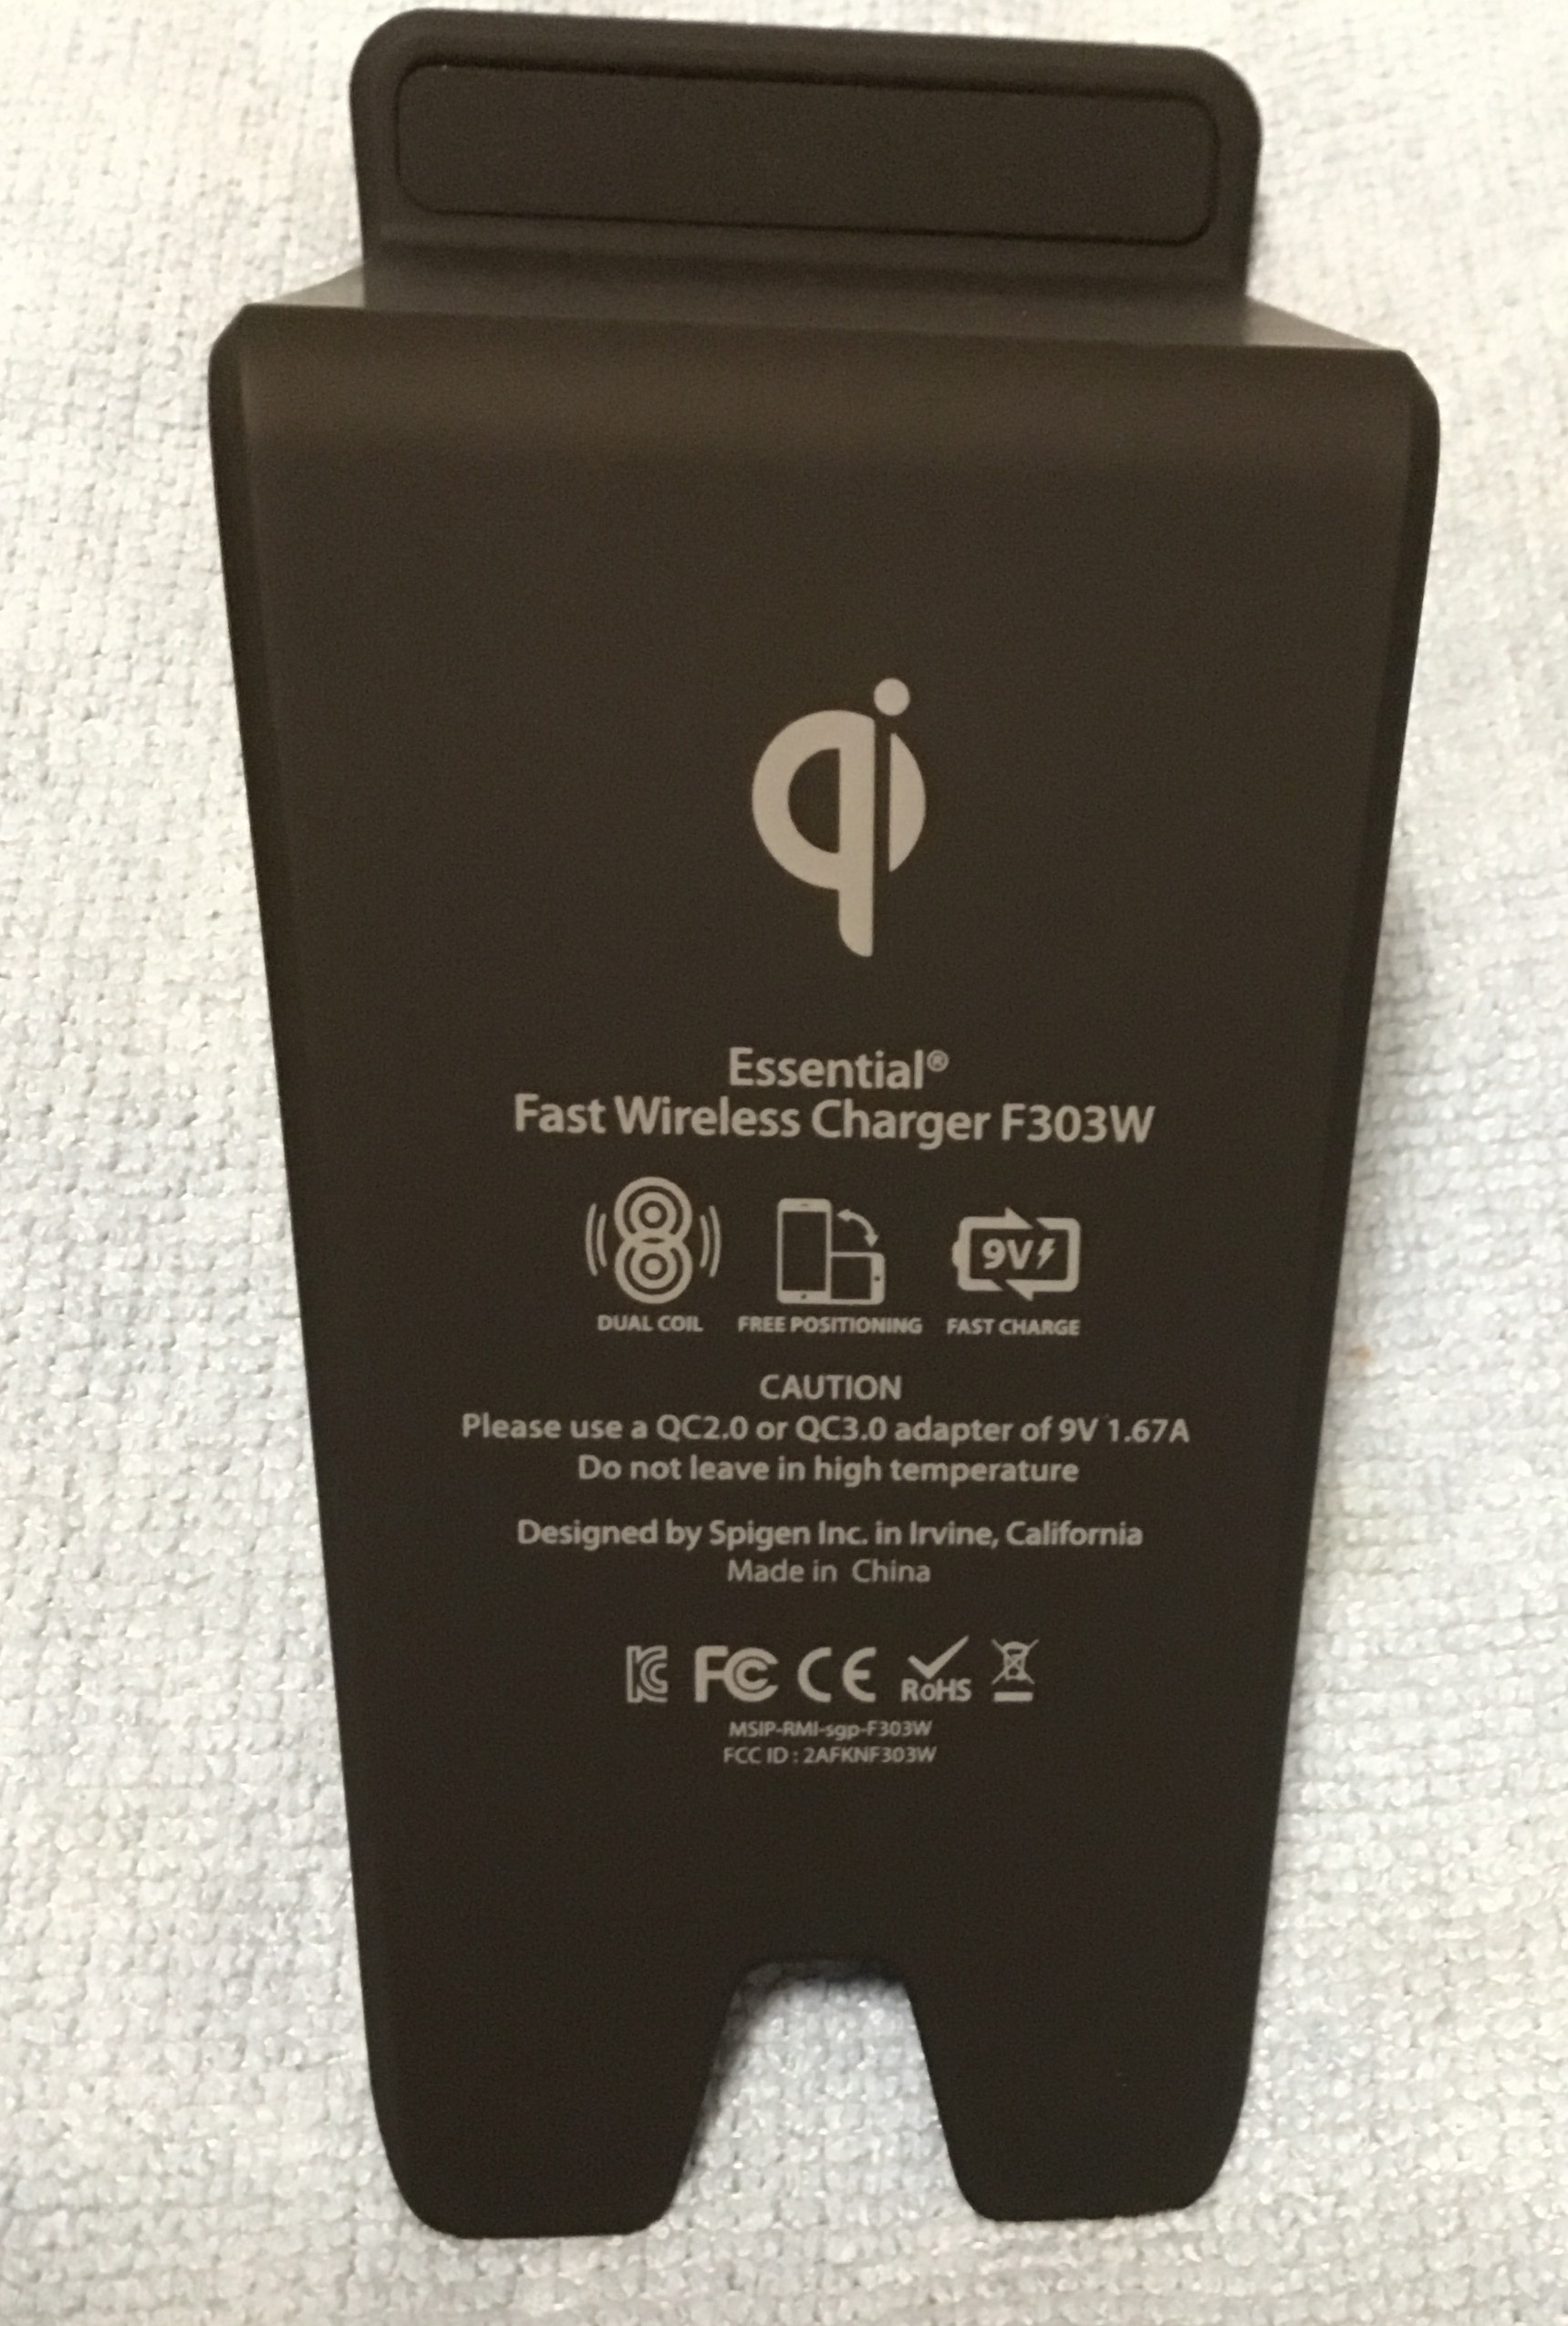 qi
Essential®
Fast Wireless Charger F303W
9V
DUAL COIL FREE POSITIONING FAST CHARGE
CAUTION
Please use a QC2.0 or QC3.0 adapter of 9V 1.67A
Do not leave in high temperature
Designed by Spigen Inc. in Irvine, California
Made in China
KC FC CE RoHS
MSIP-RMI-sgp-F303W
FCC ID : 2AFKNF303W